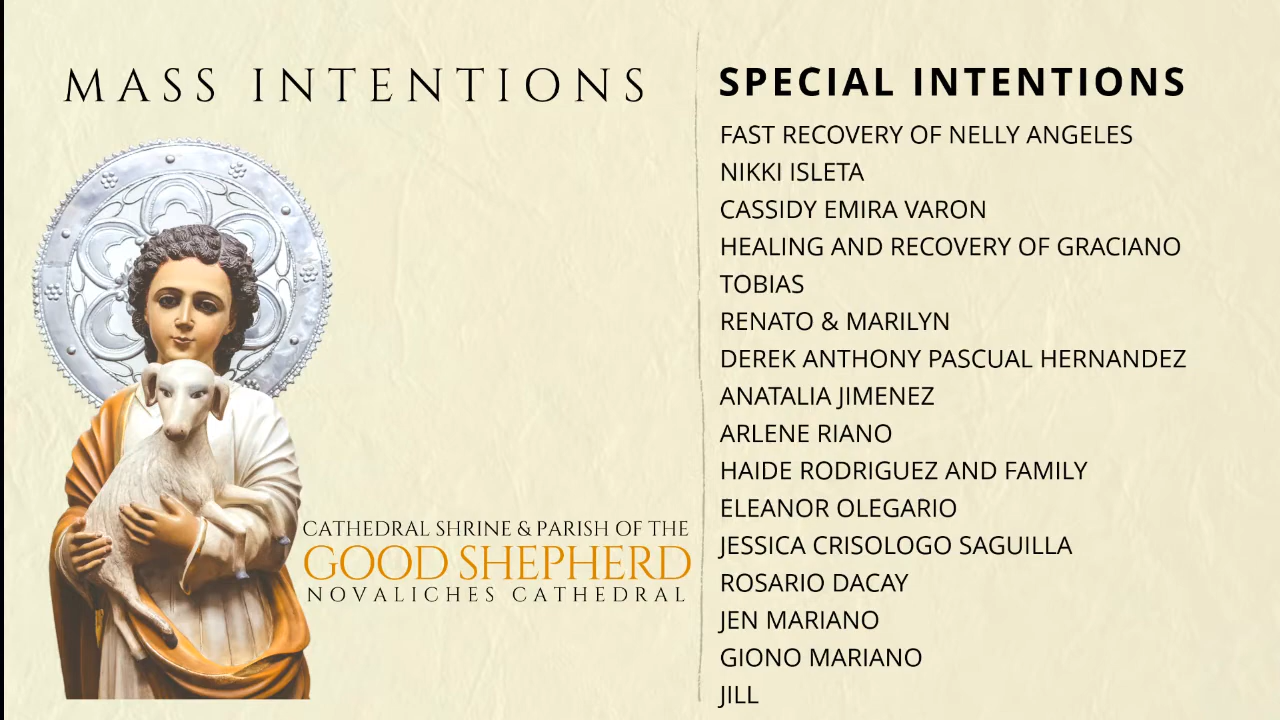 MASS INTENTIONS
CATHEDRAL SHRINE & PARISH OF THE
GOOD SHEPHERD
NOVALICHES CATHEDRAL
SPECIAL INTENTIONS
FAST RECOVERY OF NELLY ANGELES
NIKKI ISLETA
CASSIDY EMIRA VARON
HEALING AND RECOVERY OF GRACIANO
TOBIAS
RENATO & MARILYN
DEREK ANTHONY PASCUAL HERNANDEZ
ANATALIA JIMENEZ
ARLENE RIANO
HAIDE RODRIGUEZ AND FAMILY
ELEANOR OLEGARIO
JESSICA CRISOLOGO SAGUILLA
ROSARIO DACAY
JEN MARIANO
GIONO MARIANO
JILL